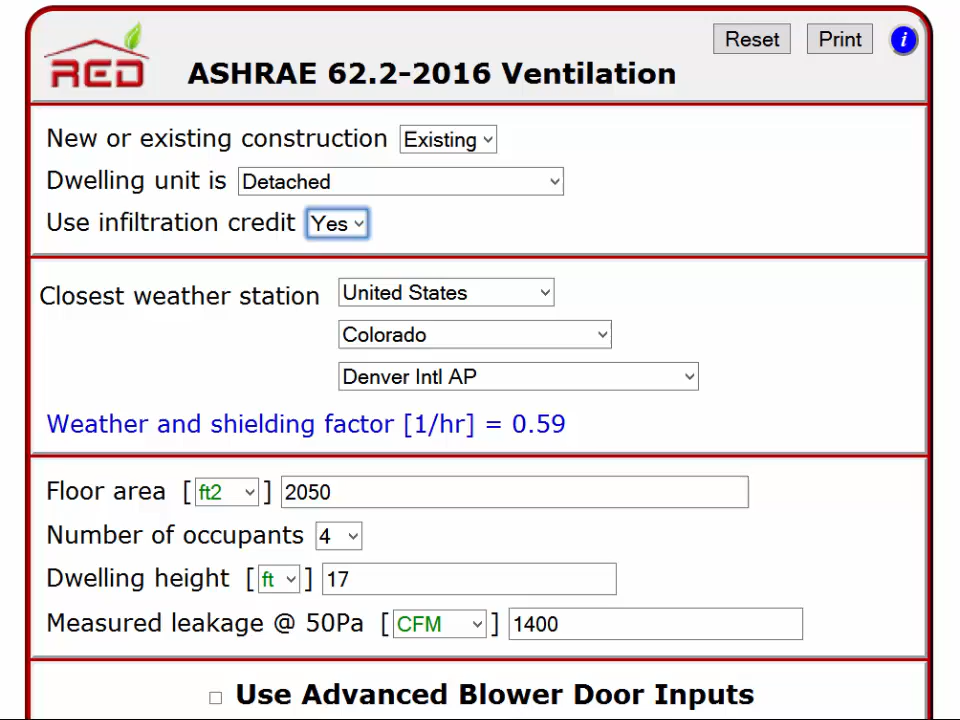 Reset Print i
RED ASHRAE 62.2-2016 Ventilation
New or existing construction Existing
Dwelling unit is Detached
Use infiltration credit Yes
Closest weather station United States
Colorado
Denver Intl AP
Weather and shielding factor [1/hr] = 0.59
Floor area [ft2] 2050
Number of occupants 4
Dwelling height [ft] 17
Measured leakage @ 50Pa [CFM] 1400
Use Advanced Blower Door Inputs